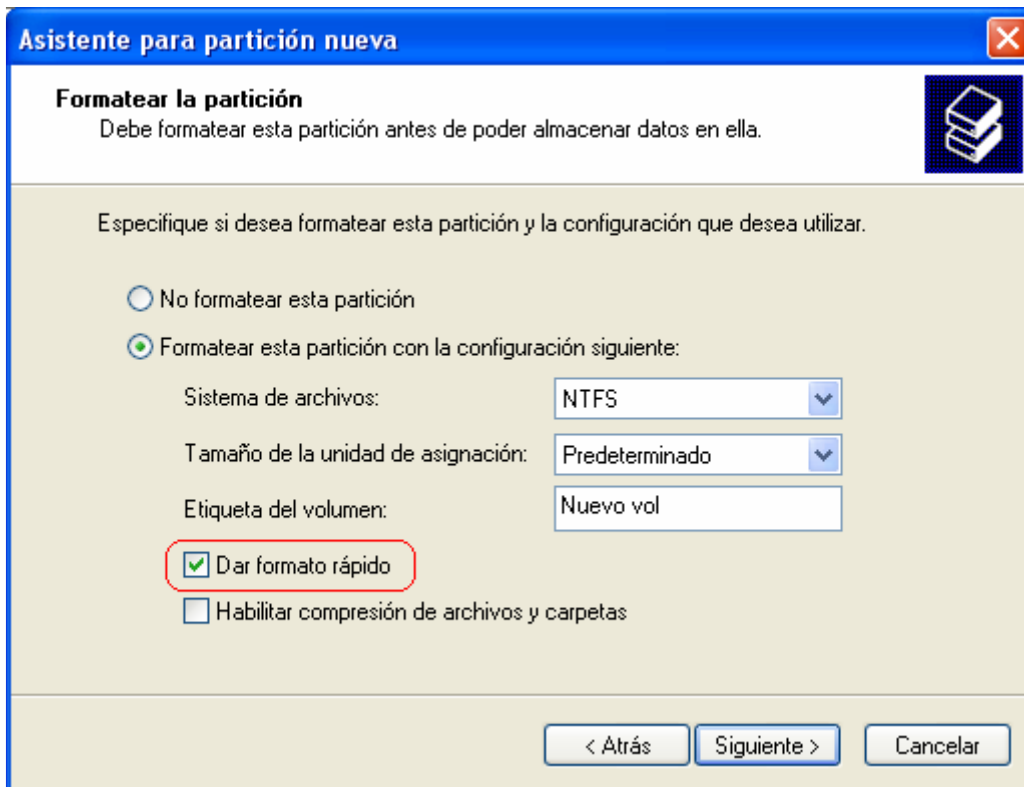 Asistente para partición nueva
Formatear la partición
Debe formatear esta partición antes de poder almacenar datos en ella.
Especifique si desea formatear esta partición y la configuración que desea utilizar.
No formatear esta partición
Formatear esta partición con la configuración siguiente:
Sistema de archivos: NTFS
Tamaño de la unidad de asignación: Predeterminado
Etiqueta del volumen: Nuevo vol
Dar formato rápido
Habilitar compresión de archivos y carpetas
< Atrás Siguiente > Cancelar